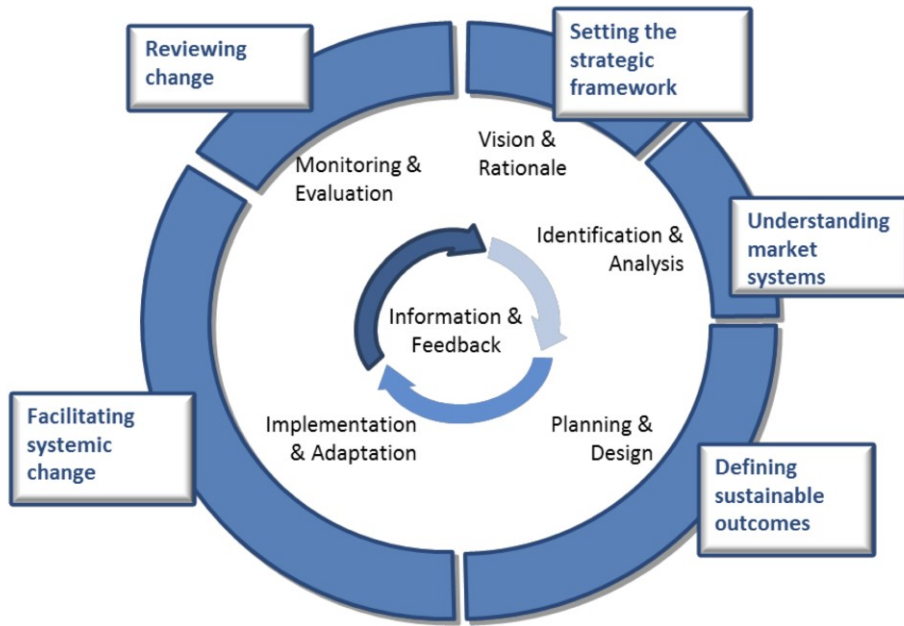 Reviewing
change
Setting the
strategic
framework
Monitoring &
Evaluation
Vision &
Rationale
Understanding
market
systems
Identification &
Analysis
Information &
Feedback
Facilitating
systemic
change
Implementation
& Adaptation
Planning &
Design
Defining
sustainable
outcomes